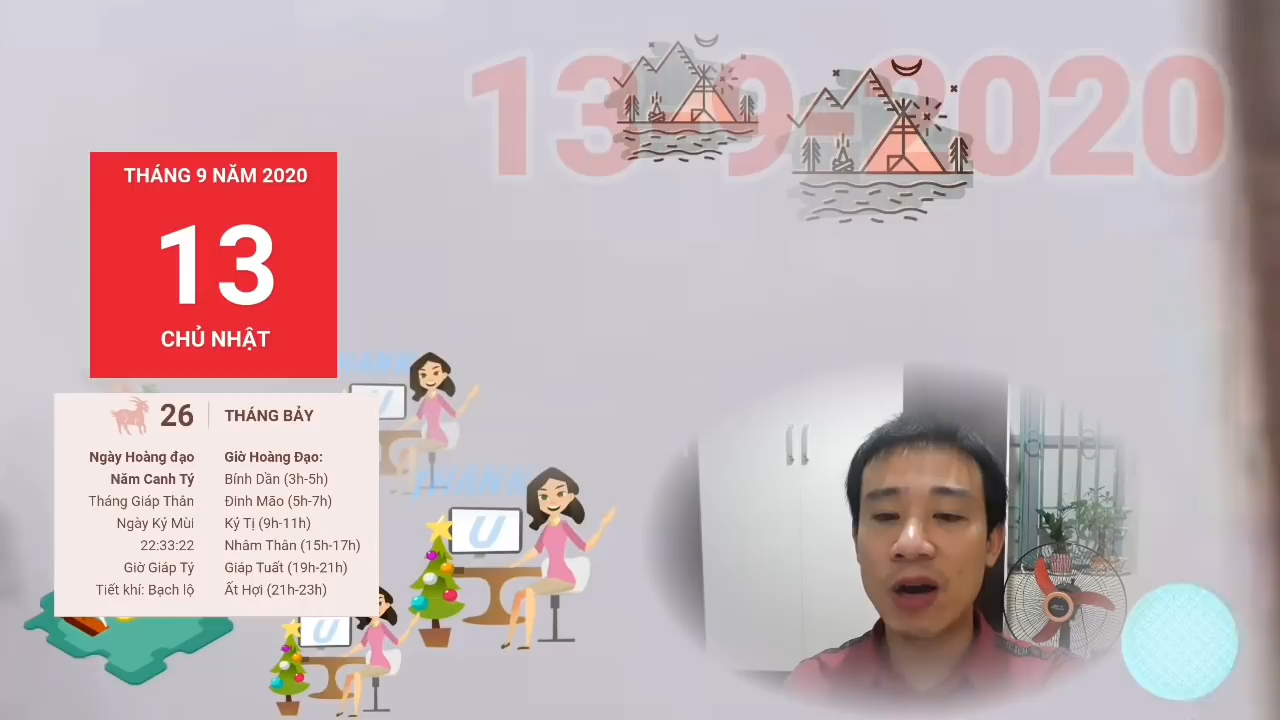 13-9-2020
THÁNG 9 NĂM 2020
13
CHỦ NHẬT
26 THÁNG BẢY
Ngày Hoàng đạo
Năm Canh Tý
Tháng Giáp Thân
Ngày Kỷ Mùi
22:33:22
Giờ Giáp Tý
Tiết khí: Bạch lộ
Giờ Hoàng Đạo:
Bính Dần (3h-5h)
Đinh Mão (5h-7h)
Kỷ Tị (9h-11h)
Nhâm Thân (15h-17h)
Giáp Tuất (19h-21h)
Ất Hợi (21h-23h)
THANK
U
THANK
U
U